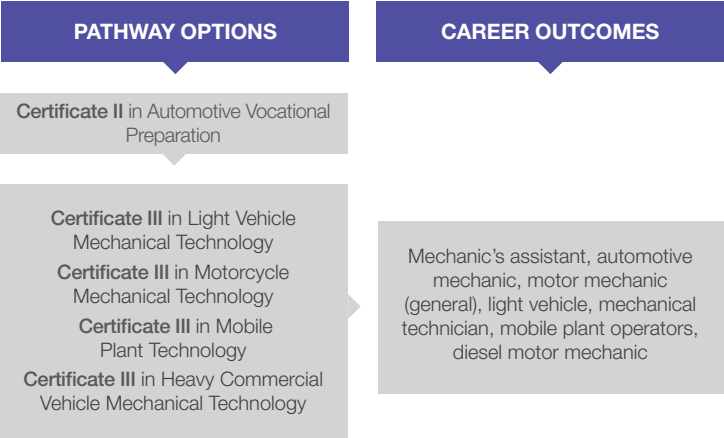 PATHWAY OPTIONS
Certificate II in Automotive Vocational
Preparation
Certificate III in Light Vehicle
Mechanical Technology
Certificate III in Motorcycle
Mechanical Technology
Certificate III in Mobile
Plant Technology
Certificate III in Heavy Commercial
Vehicle Mechanical Technology
CAREER OUTCOMES
Mechanic’s assistant, automotive
mechanic, motor mechanic
(general), light vehicle, mechanical
technician, mobile plant operators,
diesel motor mechanic